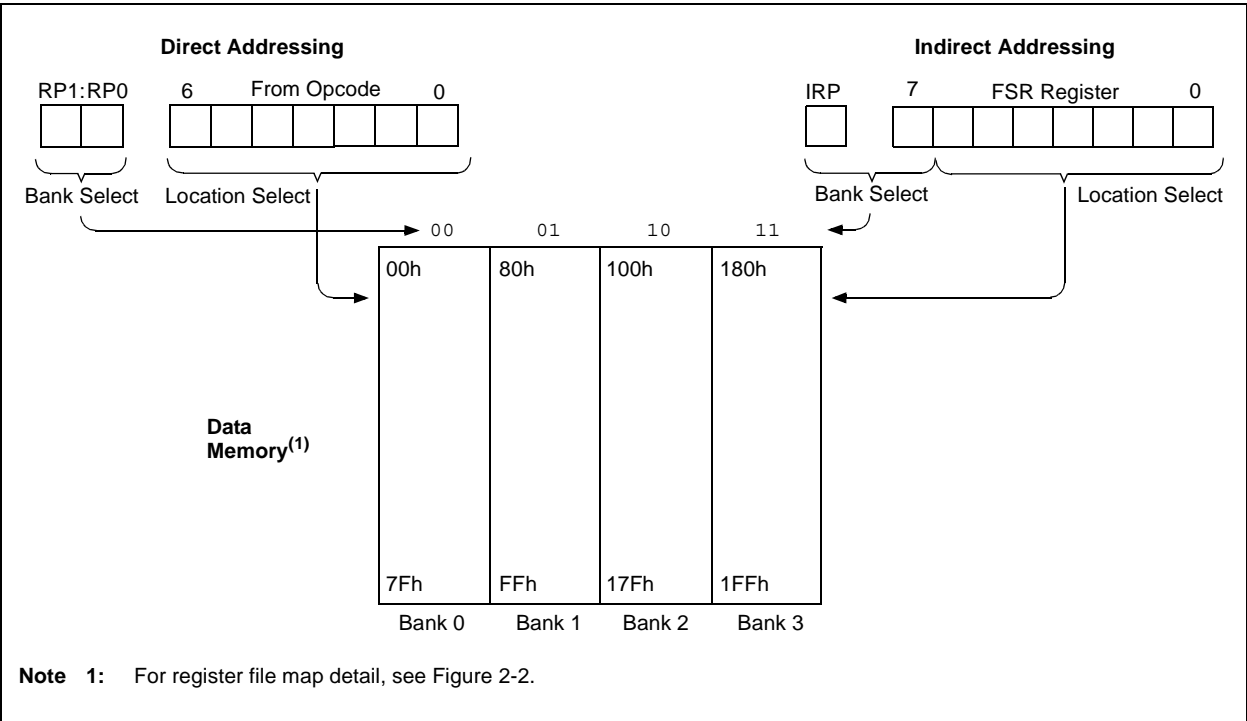 Direct Addressing
Indirect Addressing
RP1:RP0
6 From Opcode 0
IRP
7 FSR Register 0
Bank Select
Location Select
Bank Select
Location Select
00 01 10 11
00h 80h 100h 180h
Data
Memory(1)
7Fh FFh 17Fh 1FFh
Bank 0 Bank 1 Bank 2 Bank 3
Note 1: For register file map detail, see Figure 2-2.